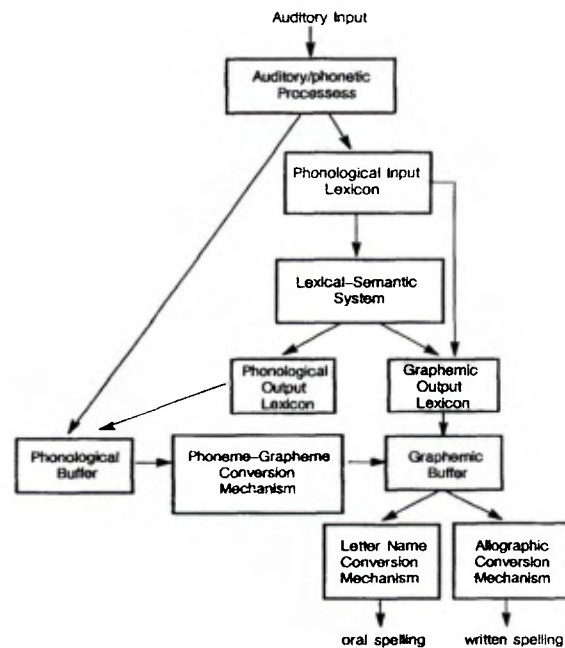 Auditory Input
Auditory/phonetic
Processess
Phonological Input
Lexicon
Lexical–Semantic
System
Phonological
Output
Lexicon
Graphemic
Output
Lexicon
Phonological
Buffer
Phoneme–Grapheme
Conversion
Mechanism
Graphemic
Buffer
Letter Name
Conversion
Mechanism
Allographic
Conversion
Mechanism
oral spelling
written spelling